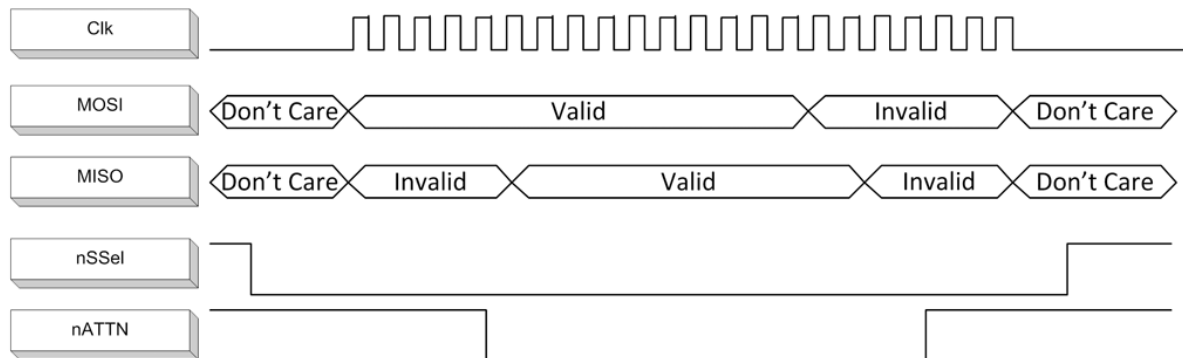 Clk
MOSI Don't Care Valid Invalid Don't Care
MISO Don't Care Invalid Valid Invalid Don't Care
nSSel
nATTN